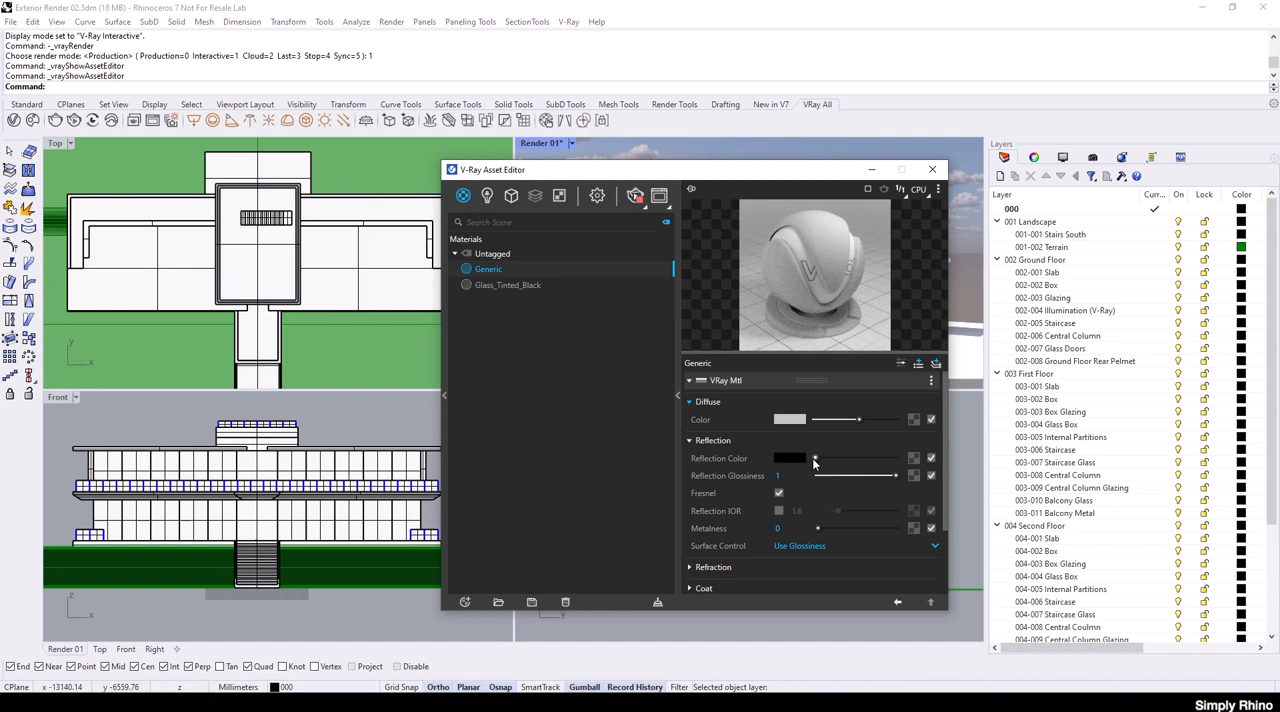 Exterior Render 02.3dm (18 MB) - Rhinoceros 7 Not For Resale Lab
File Edit View Curve Surface SubD Solid Mesh Dimension Transform Tools Analyze Render Panels Paneling Tools SectionTools V-Ray Help
Display mode set to "V-Ray Interactive".
Command: -_vrayRender
Choose render mode: <Production> ( Production=0 Interactive=1 Cloud=2 Last=3 Stop=4 Sync=5 ): 1
Command: _vrayShowAssetEditor
Command: _vrayShowAssetEditor
Command:
Standard CPlanes Set View Display Select Viewport Layout Visibility Transform Curve Tools Surface Tools Solid Tools SubD Tools Mesh Tools Render Tools Drafting New in V7 VRay All
Top
Render 01*
Layers
V-Ray Asset Editor
1/1 CPU
Layer Curr... On Lock Color
000
001 Landscape
001-001 Stairs South
001-002 Terrain
002 Ground Floor
002-001 Slab
002-002 Box
002-003 Glazing
002-004 Illumination (V-Ray)
002-005 Staircase
002-006 Central Column
002-007 Glass Doors
002-008 Ground Floor Rear Pelmet
003 First Floor
003-001 Slab
003-002 Box
003-003 Box Glazing
003-004 Glass Box
003-005 Internal Partitions
003-006 Staircase
003-007 Staircase Glass
003-008 Central Column
003-009 Central Column Glazing
003-010 Balcony Glass
003-011 Balcony Metal
004 Second Floor
004-001 Slab
004-002 Box
004-003 Box Glazing
004-004 Glass Box
004-005 Internal Partitions
004-006 Staircase
004-007 Staircase Glass
004-008 Central Coulmn
004-009 Central Column Glazing
Search Scene
Materials
Untagged
Generic
Glass_Tinted_Black
Generic
VRay Mtl
Diffuse
Color
Reflection
Reflection Color
Reflection Glossiness 1
Fresnel
Reflection IOR 1.6
Metalness 0
Surface Control Use Glossiness
Refraction
Coat
y
x
Front
z
x
y
Render 01 Top Front Right
End Near Point Mid Cen Int Perp Tan Quad Knot Vertex Project Disable
CPlane x -13140.14 y -6559.76 z Millimeters 000 Grid Snap Ortho Planar Osnap SmartTrack Gumball Record History Filter Selected object layer:
Simply Rhino